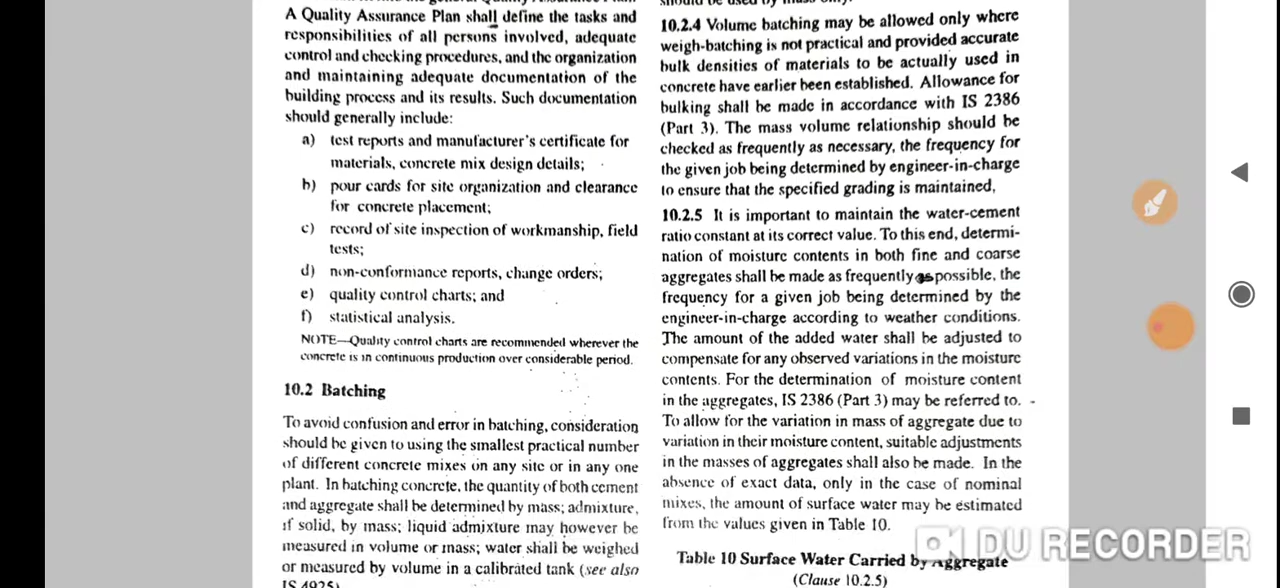 A Quality Assurance Plan shall define the tasks and
responsibilities of all persons involved, adequate
control and checking procedures, and the organization
and maintaining adequate documentation of the
building process and its results. Such documentation
should generally include:
a) test reports and manufacturer's certificate for
materials, concrete mix design details;
b) pour cards for site organization and clearance
for concrete placement;
c) record of site inspection of workmanship, field
tests;
d) non-conformance reports, change orders;
e) quality control charts; and
f) statistical analysis.
NOTE—Quality control charts are recommended wherever the
concrete is in continuous production over considerable period.
10.2 Batching
To avoid confusion and error in batching, consideration
should be given to using the smallest practical number
of different concrete mixes on any site or in any one
plant. In batching concrete, the quantity of both cement
and aggregate shall be determined by mass; admixture,
if solid, by mass; liquid admixture may however be
measured in volume or mass; water shall be weighed
or measured by volume in a calibrated tank (see also
IS 4925).
10.2.4 Volume batching may be allowed only where
weigh-batching is not practical and provided accurate
bulk densities of materials to be actually used in
concrete have earlier been established. Allowance for
bulking shall be made in accordance with IS 2386
(Part 3). The mass volume relationship should be
checked as frequently as necessary, the frequency for
the given job being determined by engineer-in-charge
to ensure that the specified grading is maintained,
10.2.5 It is important to maintain the water-cement
ratio constant at its correct value. To this end, determi-
nation of moisture contents in both fine and coarse
aggregates shall be made as frequently as possible, the
frequency for a given job being determined by the
engineer-in-charge according to weather conditions.
The amount of the added water shall be adjusted to
compensate for any observed variations in the moisture
contents. For the determination of moisture content
in the aggregates, IS 2386 (Part 3) may be referred to.
To allow for the variation in mass of aggregate due to
variation in their moisture content, suitable adjustments
in the masses of aggregates shall also be made. In the
absence of exact data, only in the case of nominal
mixes, the amount of surface water may be estimated
from the values given in Table 10.
Table 10 Surface Water Carried by Aggregate
(Clause 10.2.5)
DU RECORDER